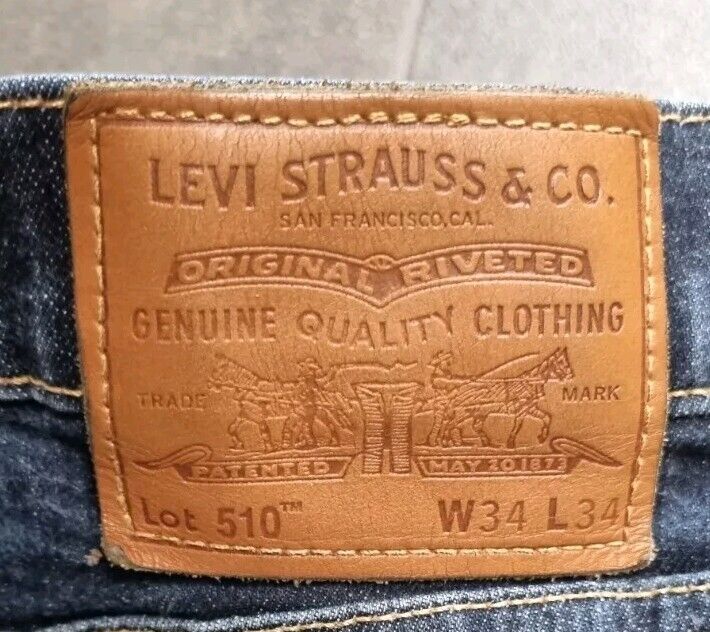 LEVI STRAUSS & CO.
SAN FRANCISCO, CAL.
ORIGINAL RIVETED
GENUINE QUALITY CLOTHING
TRADE MARK
PATENTED MAY 20 1873
Lot 510™ W34 L34